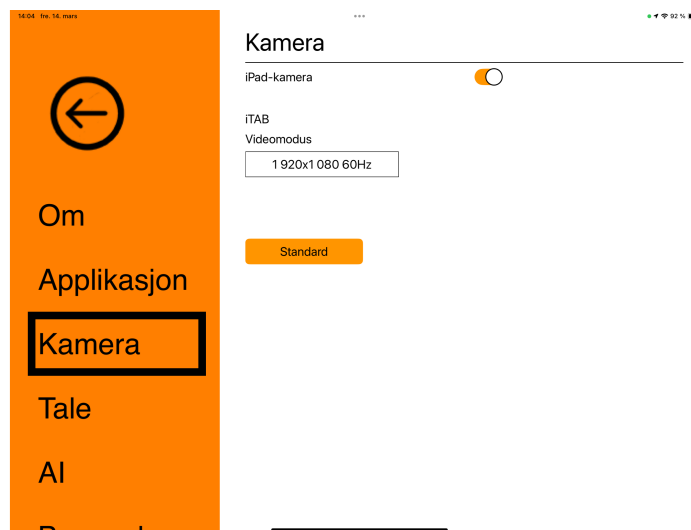 14:04 fre. 14. mars
92 %
Kamera
iPad-kamera
iTAB
Videomodus
1 920x1 080 60Hz
Standard
Om
Applikasjon
Kamera
Tale
AI